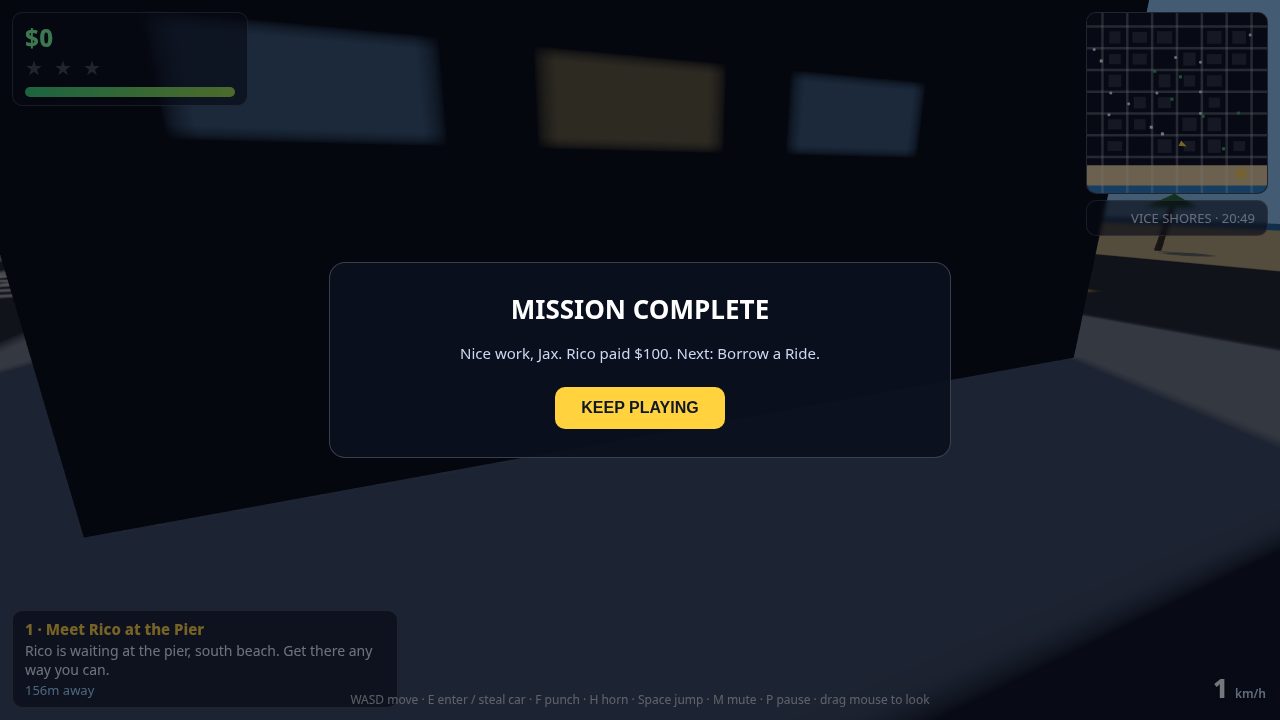 $0
★ ★ ★
VICE SHORES · 20:49
MISSION COMPLETE
Nice work, Jax. Rico paid $100. Next: Borrow a Ride.
KEEP PLAYING
1 · Meet Rico at the Pier
Rico is waiting at the pier, south beach. Get there any
way you can.
156m away
WASD move · E enter / steal car · F punch · H horn · Space jump · M mute · P pause · drag mouse to look
1 km/h